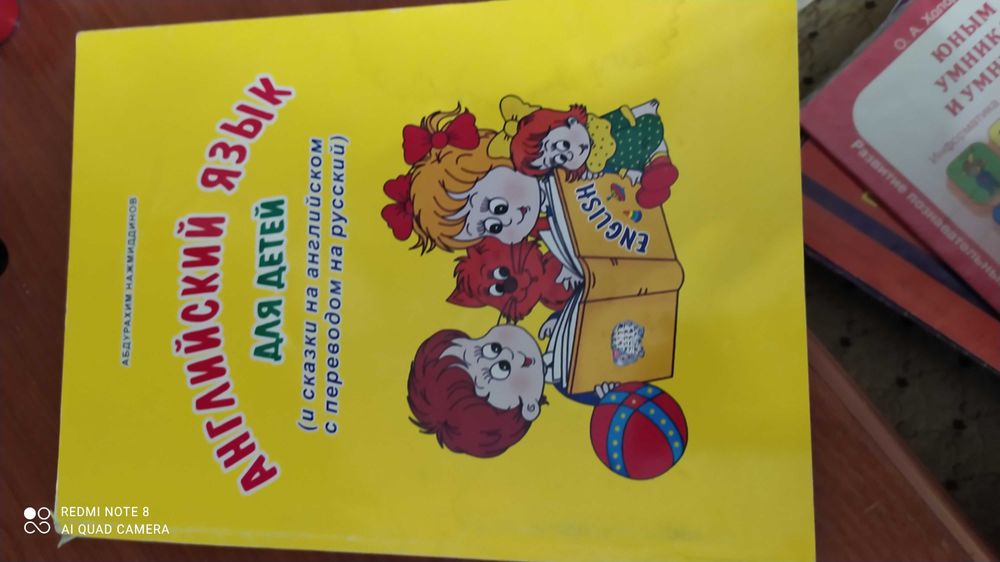 АБДУРАХИМ НАЖМИДДИНОВ
АНГЛИЙСКИЙ ЯЗЫК
ДЛЯ ДЕТЕЙ
(и сказки на английском
с переводом на русский)
ENGLISH
О. А.
ЮНЫМ
УМНИК
И УМН
Информатика
Развитие познавательн
REDMI NOTE 8
AI QUAD CAMERA